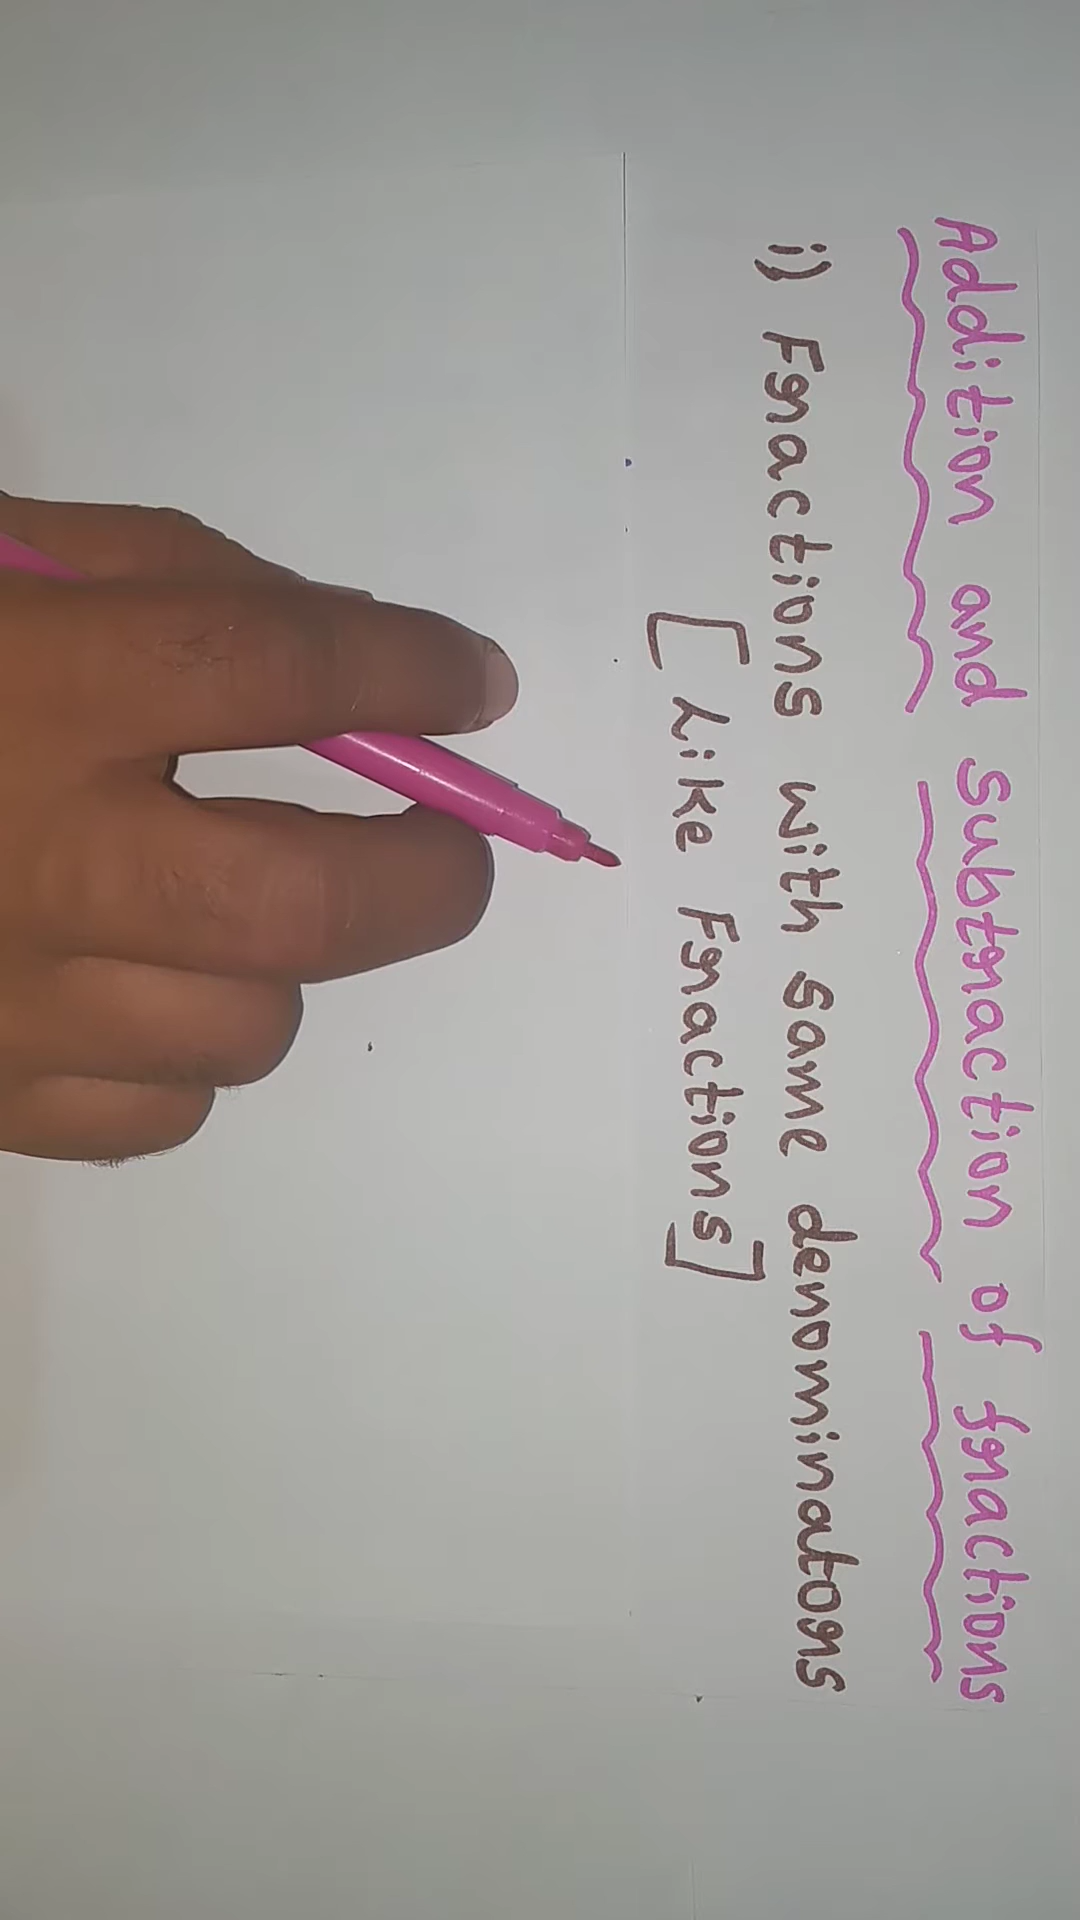 Addition and subtraction of fractions
i) Fractions with same denominators
[Like Fractions]